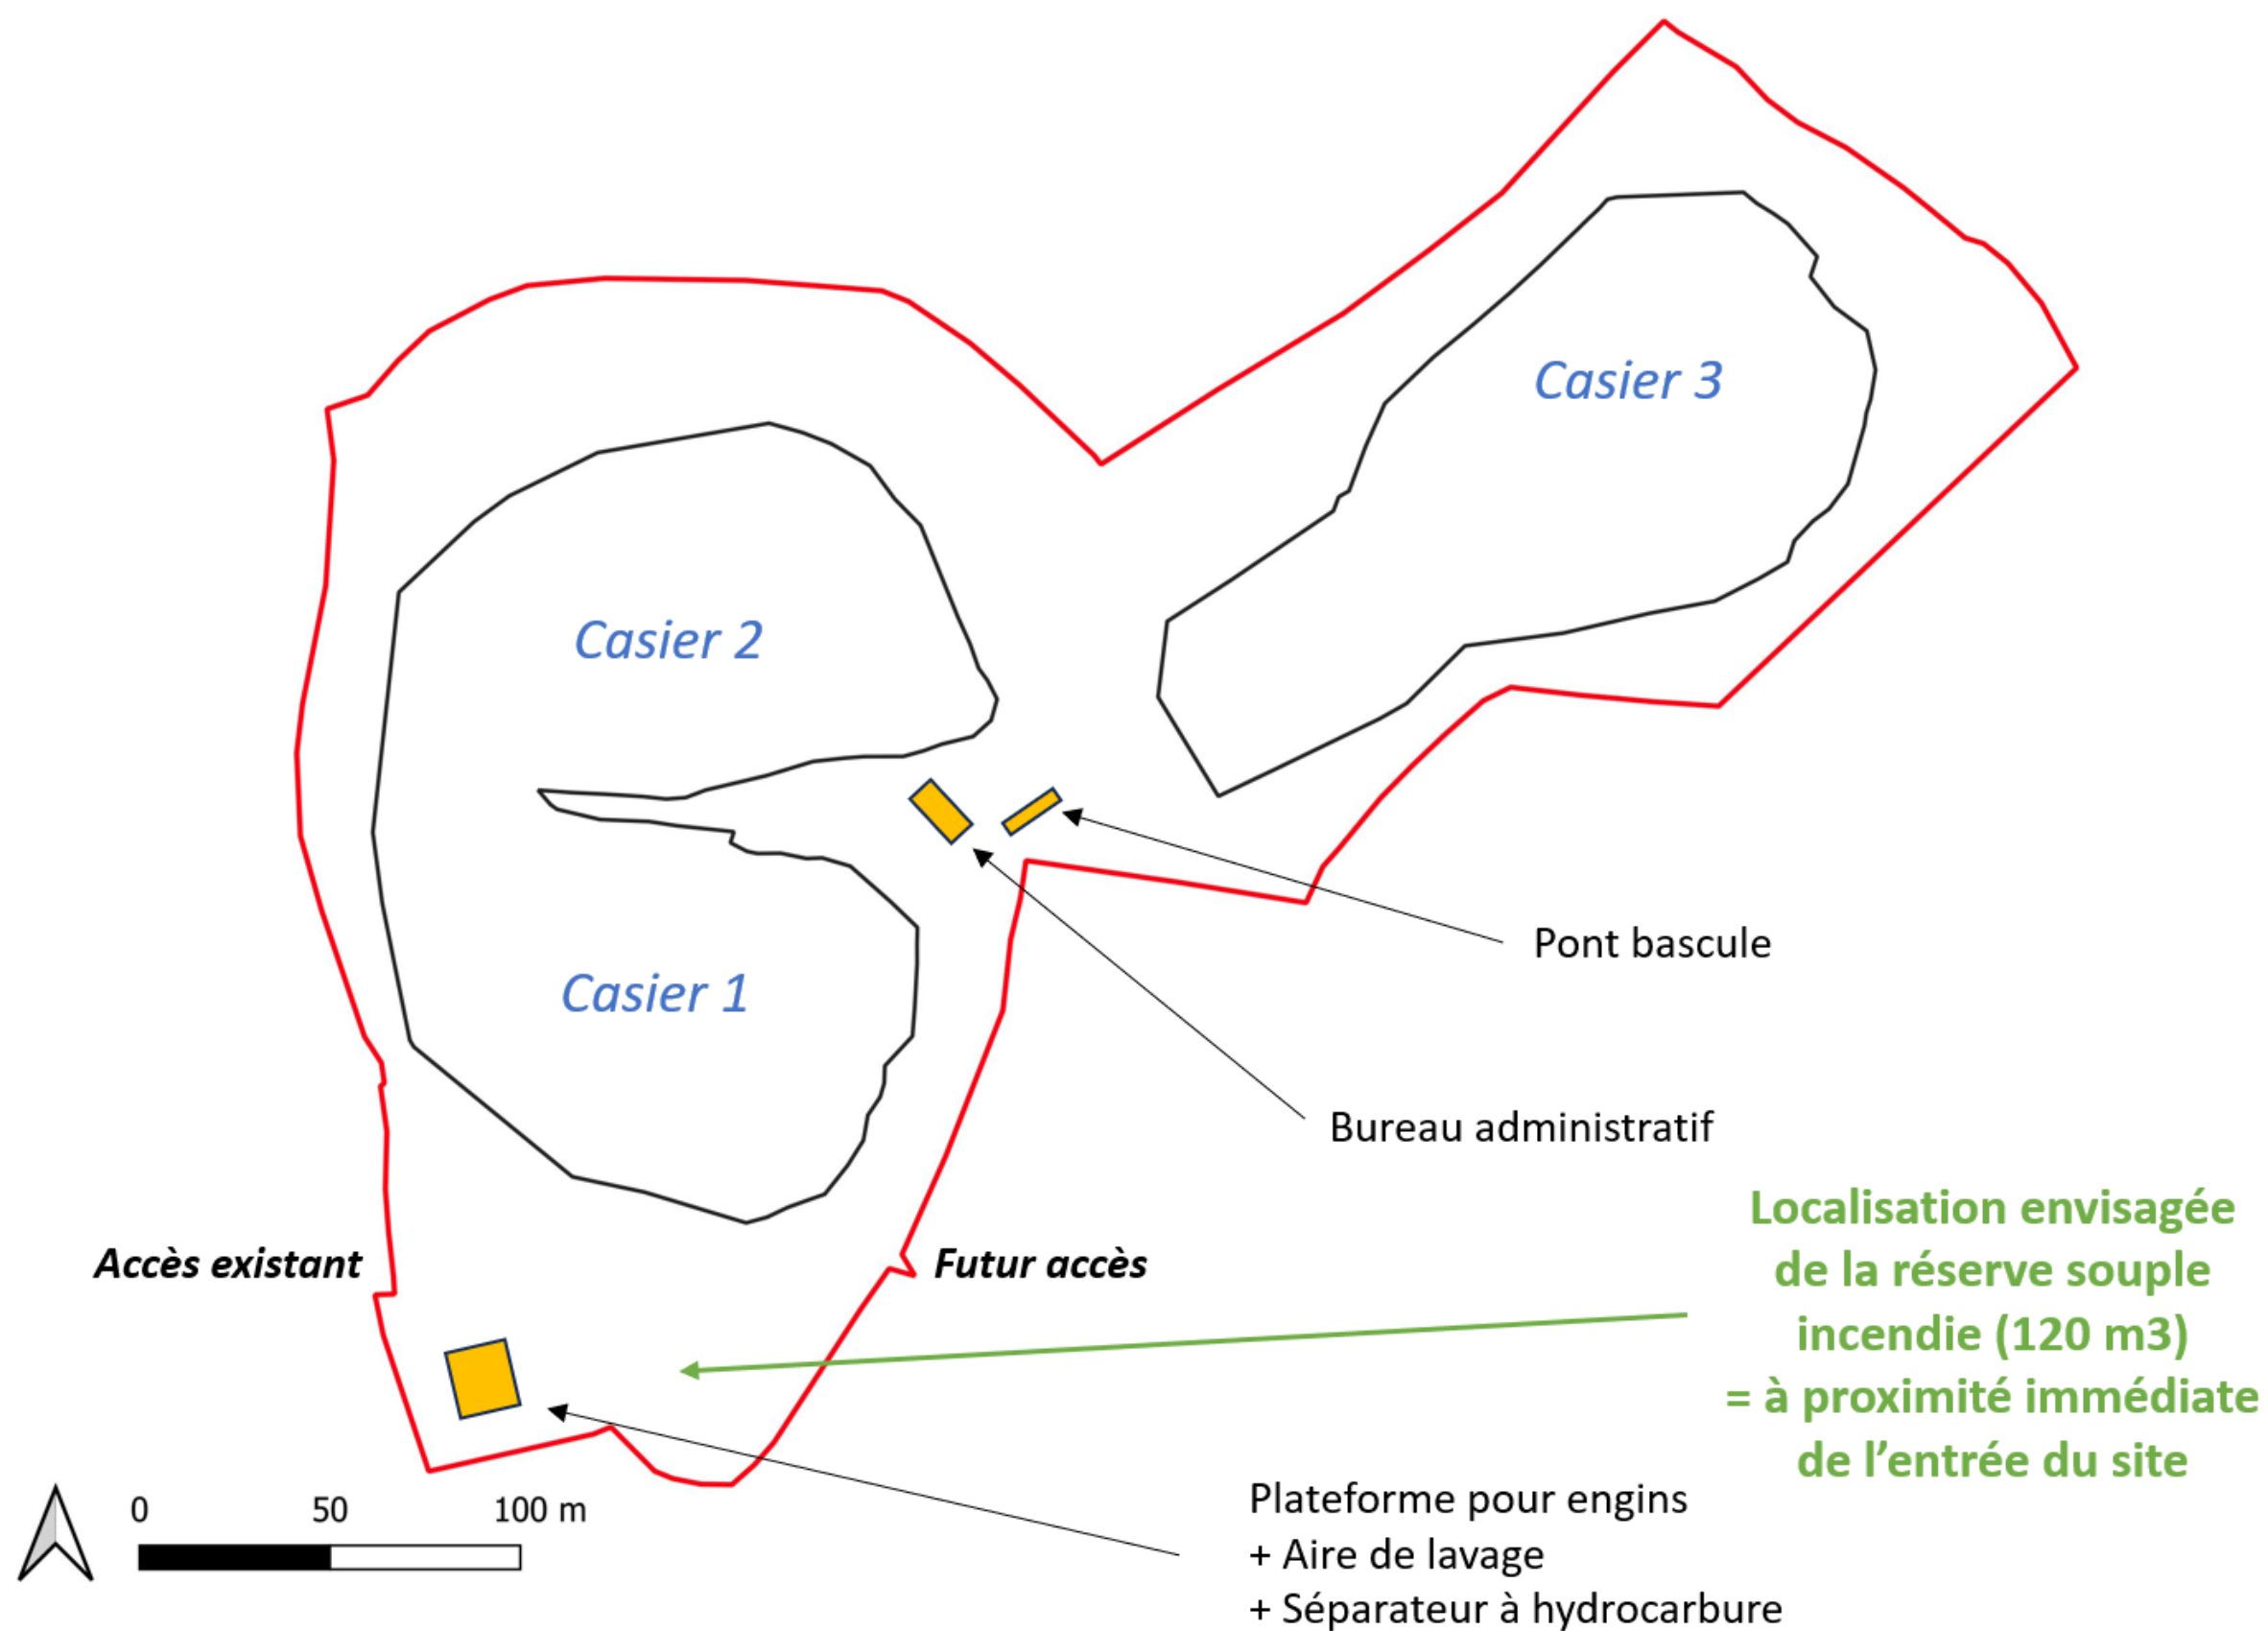 Casier 3
Casier 2
Casier 1
Pont bascule
Bureau administratif
Accès existant
Futur accès
Localisation envisagée
de la réserve souple
incendie (120 m3)
= à proximité immédiate
de l’entrée du site
Plateforme pour engins
+ Aire de lavage
+ Séparateur à hydrocarbure
0 50 100 m